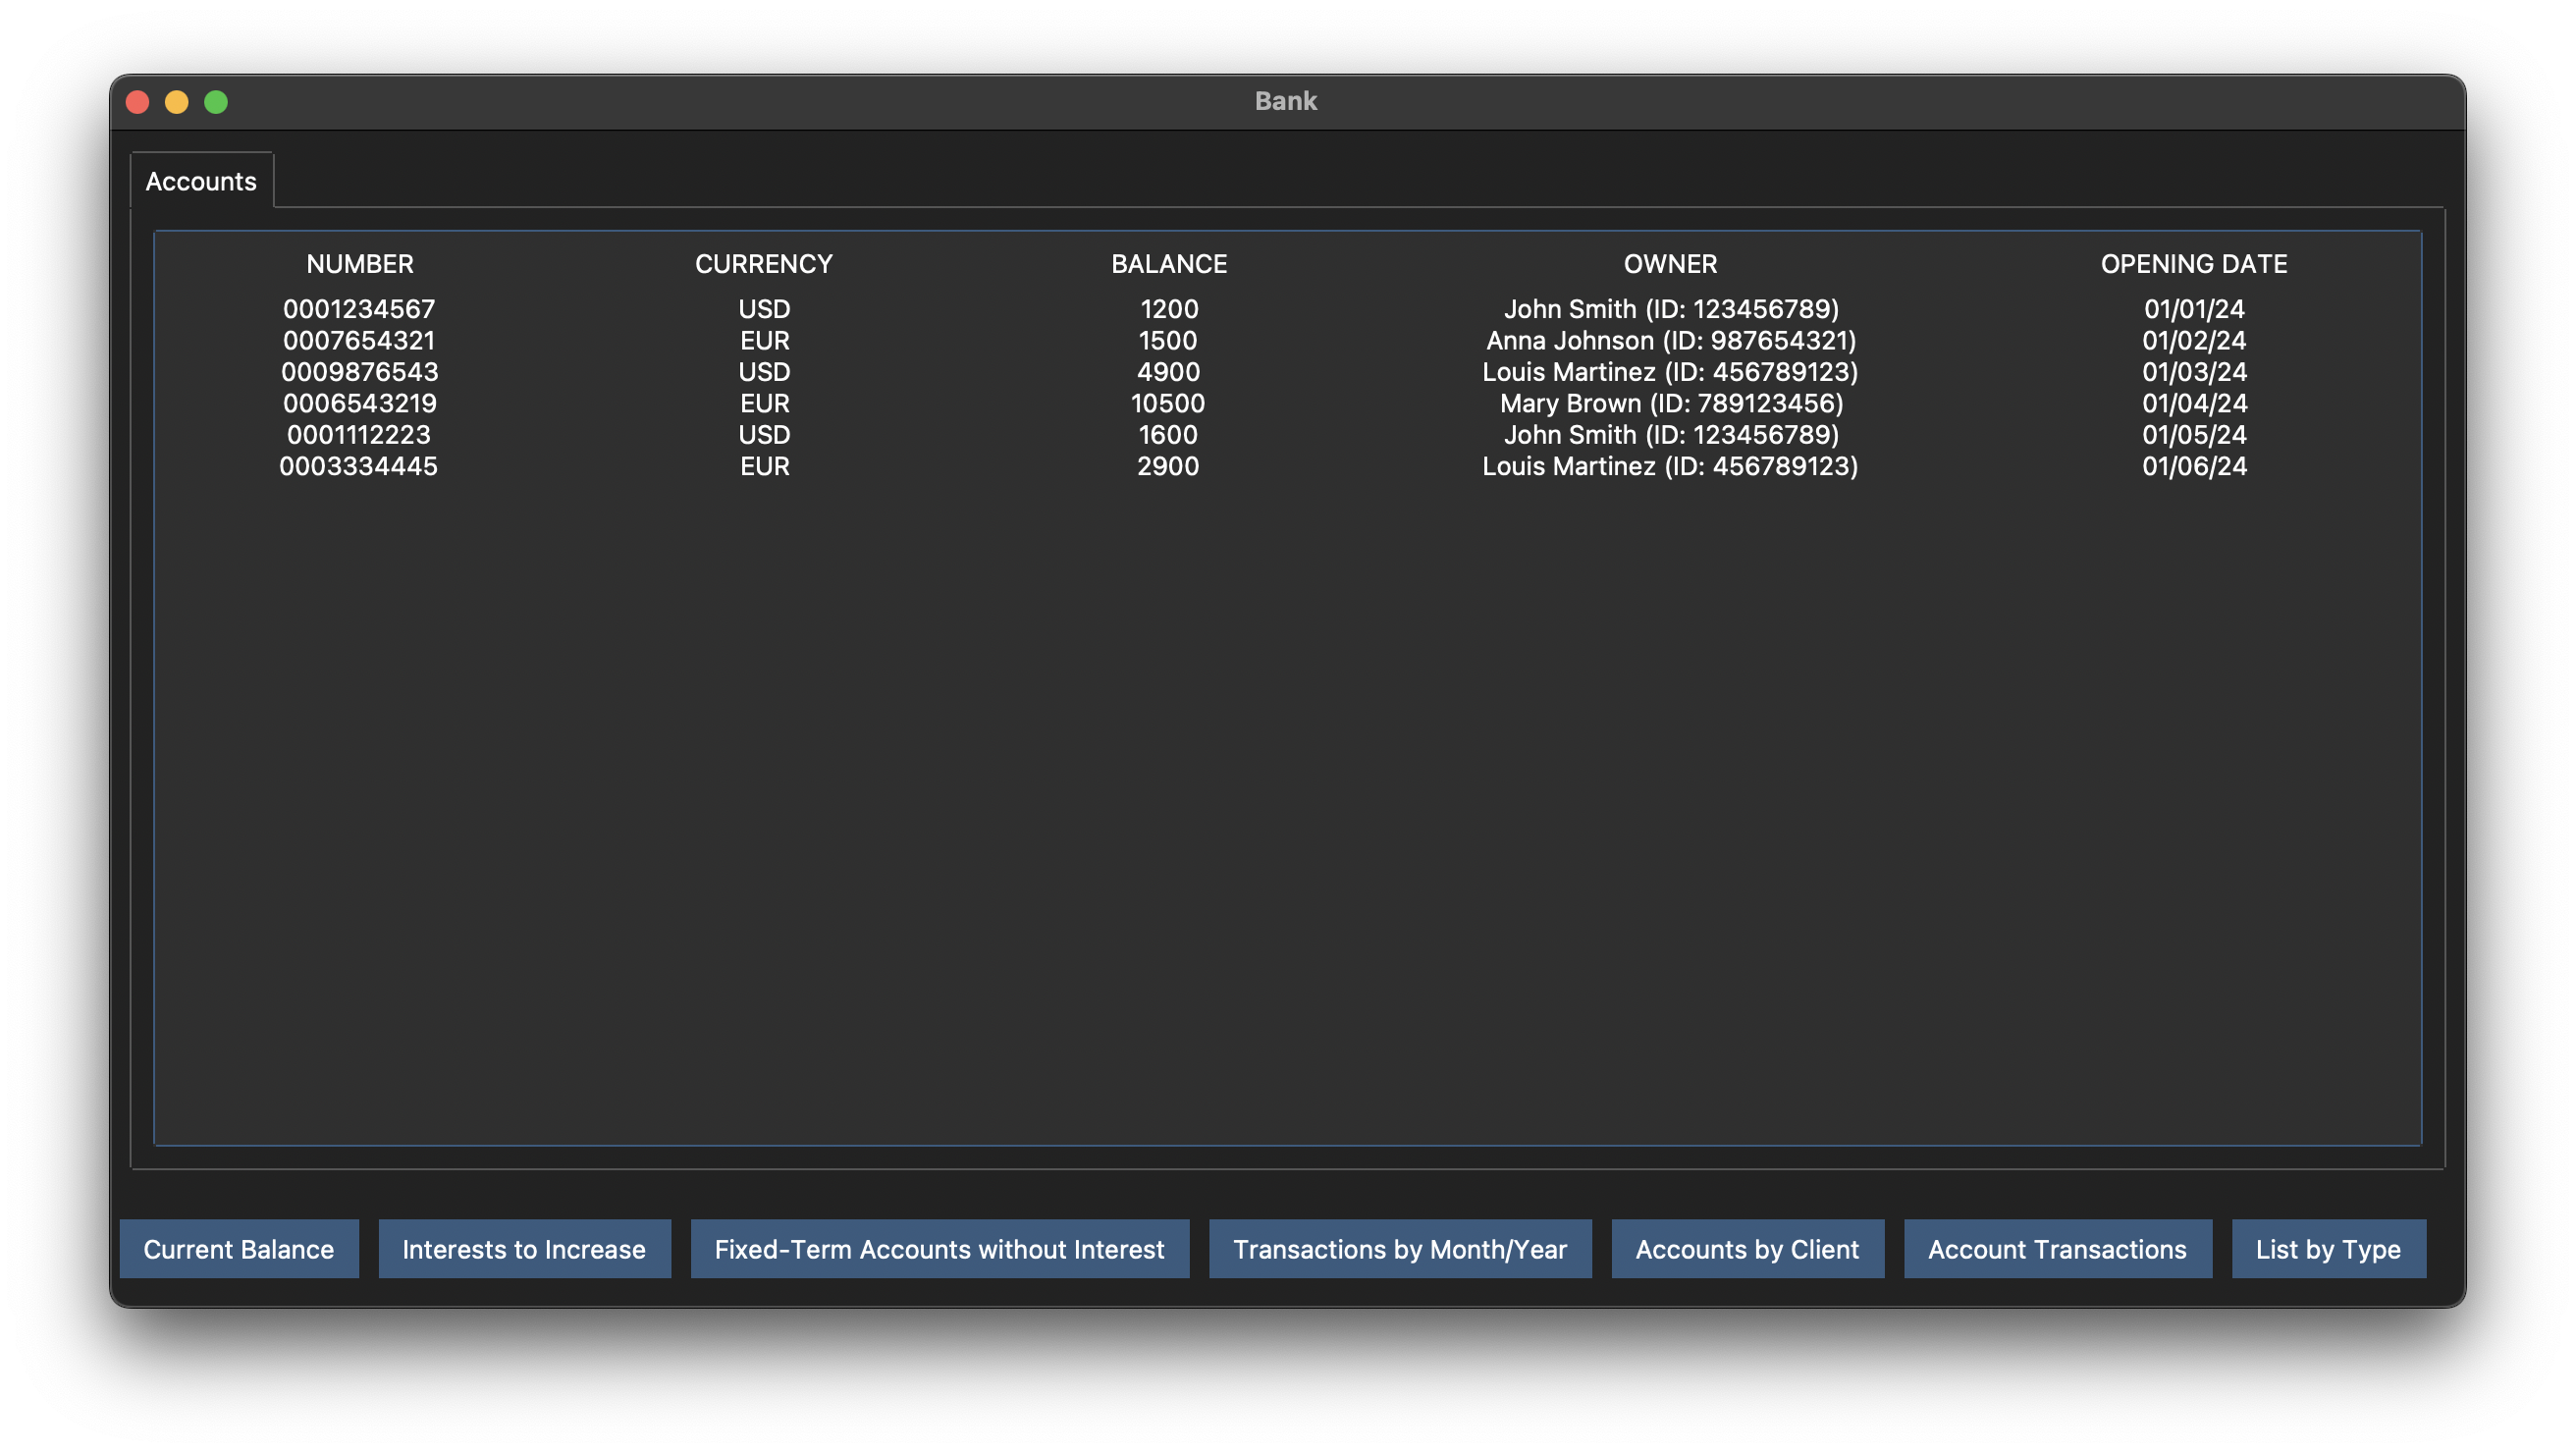 Bank
Accounts
NUMBER CURRENCY BALANCE OWNER OPENING DATE
0001234567 USD 1200 John Smith (ID: 123456789) 01/01/24
0007654321 EUR 1500 Anna Johnson (ID: 987654321) 01/02/24
0009876543 USD 4900 Louis Martinez (ID: 456789123) 01/03/24
0006543219 EUR 10500 Mary Brown (ID: 789123456) 01/04/24
0001112223 USD 1600 John Smith (ID: 123456789) 01/05/24
0003334445 EUR 2900 Louis Martinez (ID: 456789123) 01/06/24
Current Balance Interests to Increase Fixed-Term Accounts without Interest Transactions by Month/Year Accounts by Client Account Transactions List by Type